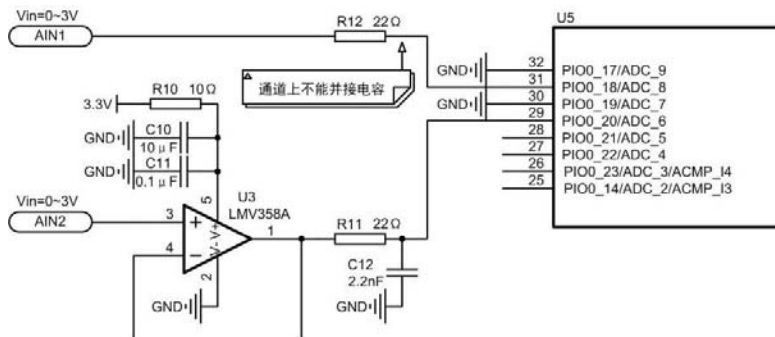 Vin=0~3V
AIN1
R12 22Ω
U5
通道上不能并接电容
GND
32
PIO0_17/ADC_9
31
PIO0_18/ADC_8
GND
30
PIO0_19/ADC_7
29
PIO0_20/ADC_6
28
PIO0_21/ADC_5
27
PIO0_22/ADC_4
26
PIO0_23/ADC_3/ACMP_I4
25
PIO0_14/ADC_2/ACMP_I3
R10 10Ω
3.3V
GND
C10
10μF
GND
C11
0.1μF
Vin=0~3V
AIN2
5
U3
LMV358A
3
+
V+
1
4
−
V-
2
R11 22Ω
C12
2.2nF
GND
GND